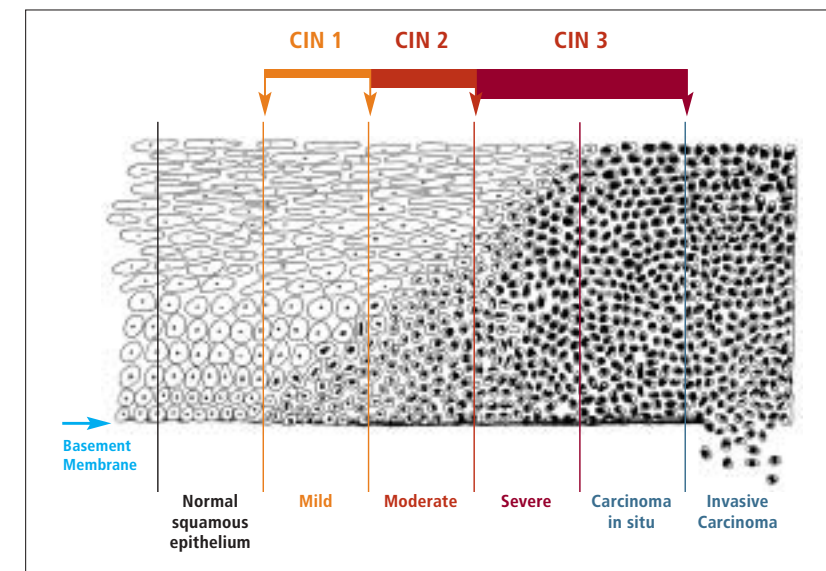 CIN 1
CIN 2
CIN 3
Basement
Membrane
Normal
squamous
epithelium
Mild
Moderate
Severe
Carcinoma
in situ
Invasive
Carcinoma